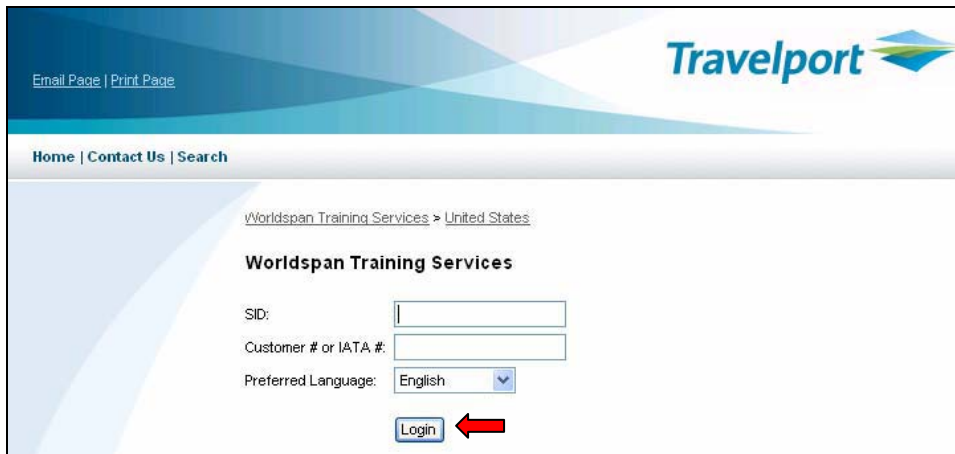 Travelport
Email Page | Print Page
Home | Contact Us | Search
Worldspan Training Services > United States
Worldspan Training Services
SID:
Customer # or IATA #:
Preferred Language: English
Login